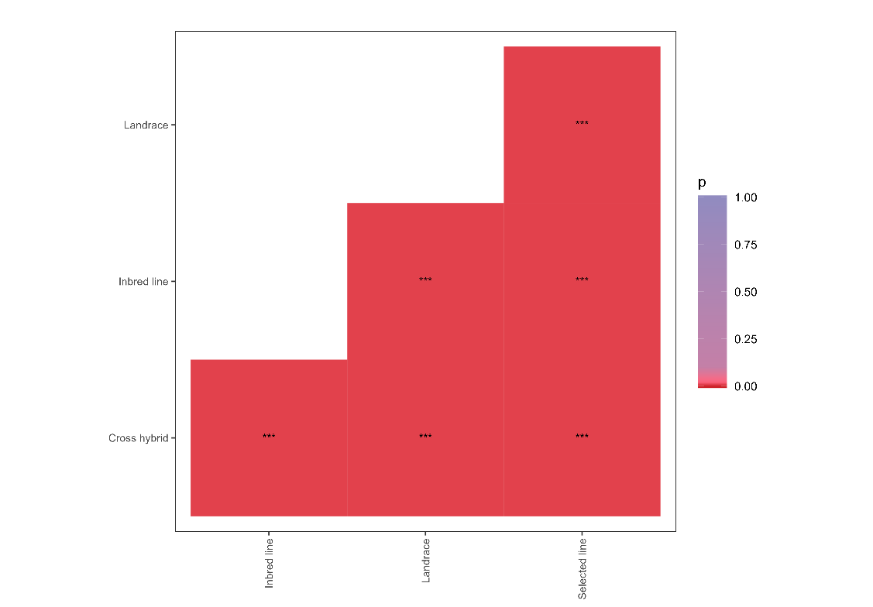 Landrace
Inbred line
Cross hybrid
***
***
***
***
***
***
Inbred line
Landrace
Selected line
p
1.00
0.75
0.50
0.25
0.00